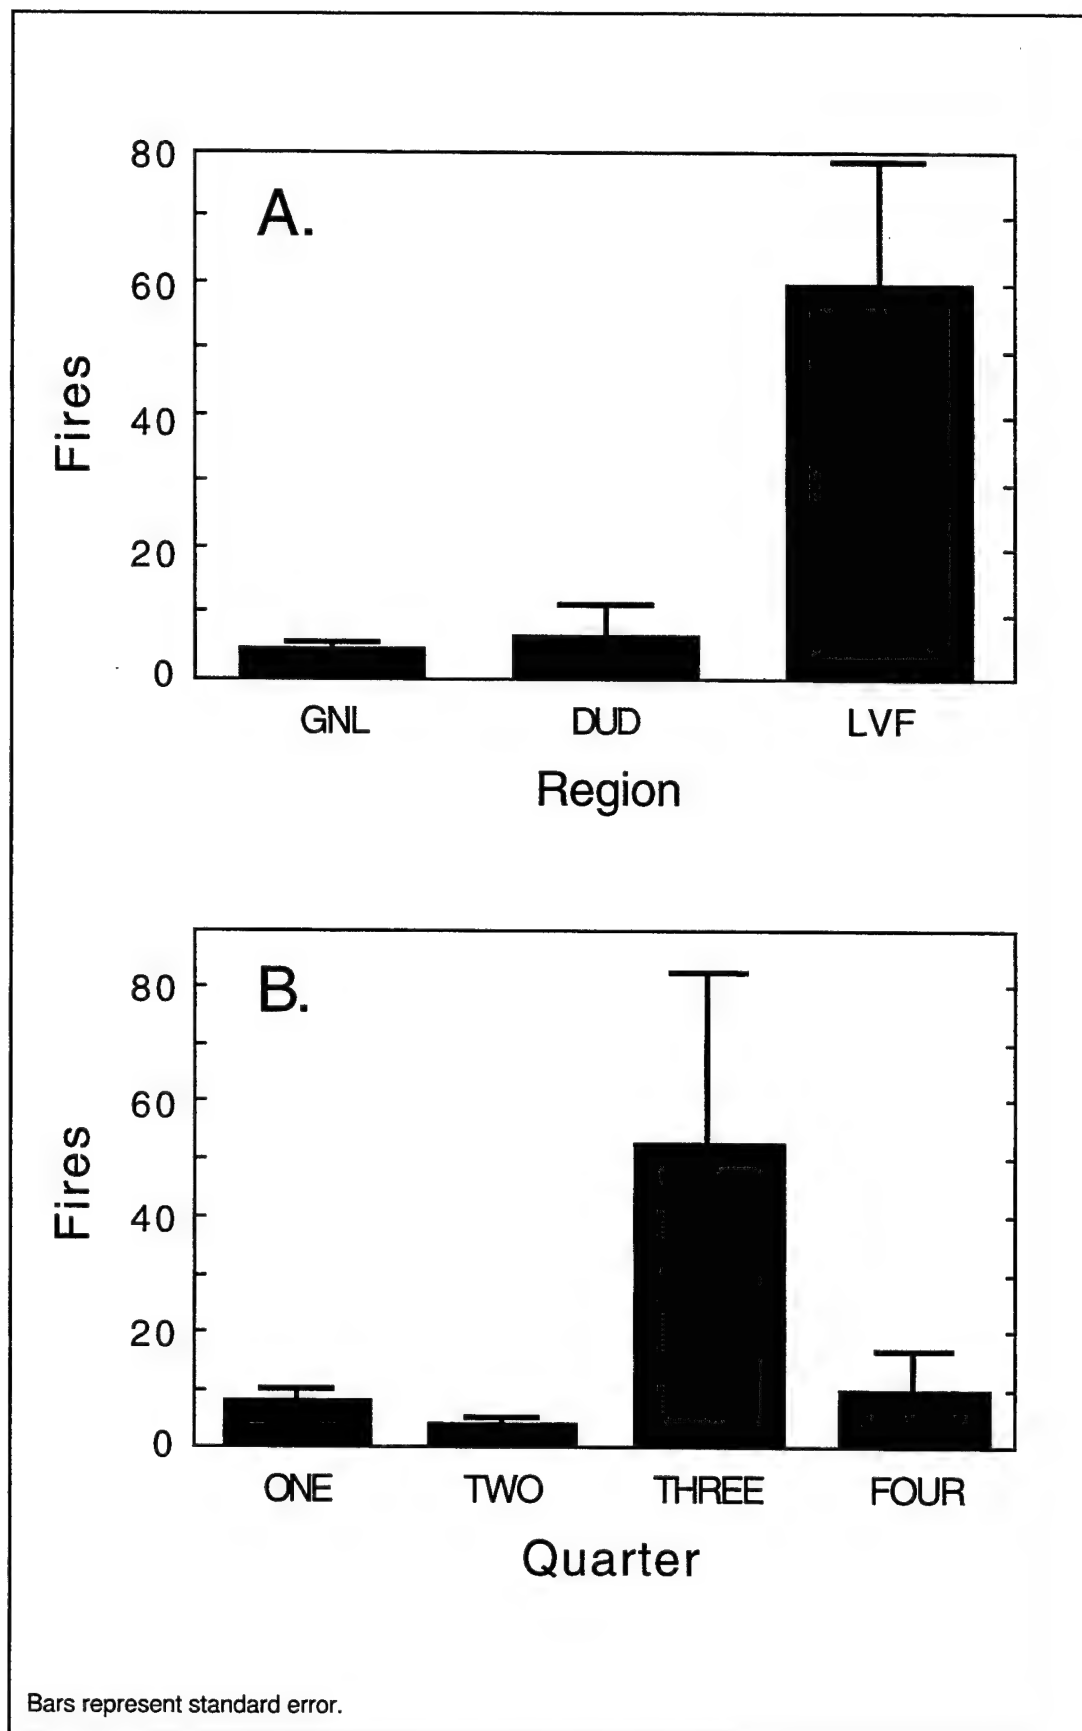 A.
80
60
40
20
0
Fires
GNL DUD LVF
Region
B.
80
60
40
20
0
Fires
ONE TWO THREE FOUR
Quarter
Bars represent standard error.